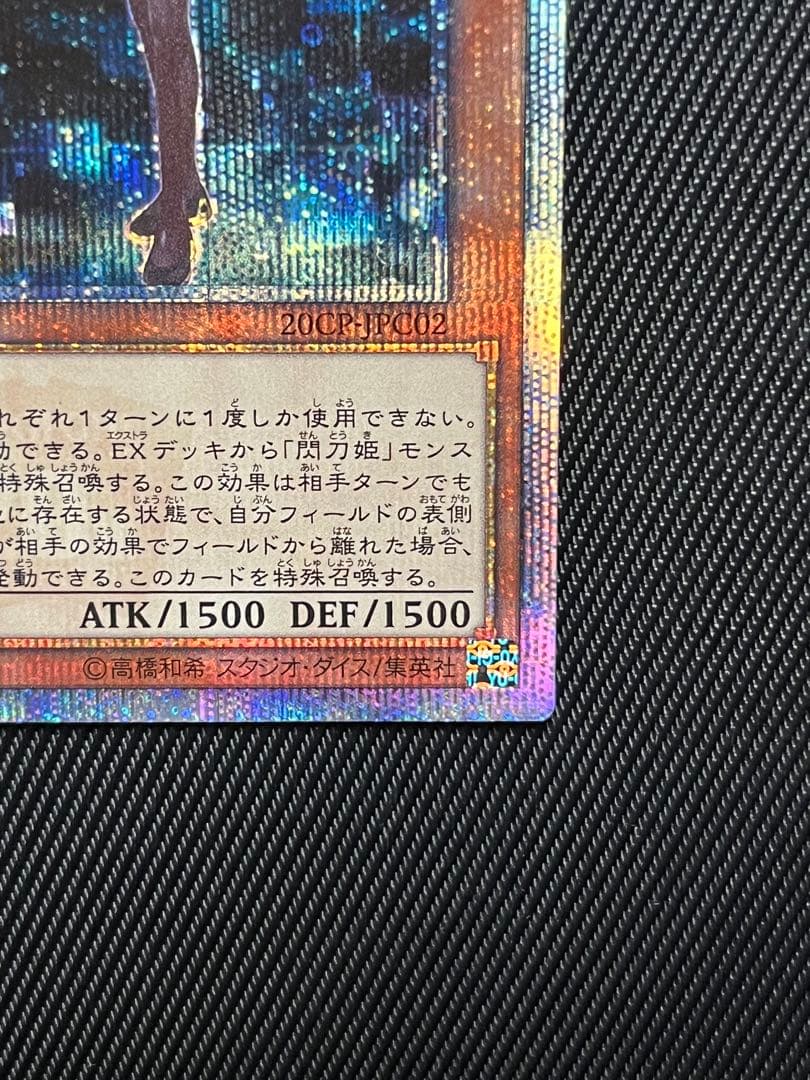 20CP-JPC02
れぞれ1ターンに1度しか使用できない。
動できる。EXデッキから「閃刀姫」モンス
特殊召喚する。この効果は相手ターンでも
に存在する状態で、自分フィールドの表側
が相手の効果でフィールドから離れた場合、
発動できる。このカードを特殊召喚する。
ATK/1500 DEF/1500
©高橋和希 スタジオ・ダイス/集英社